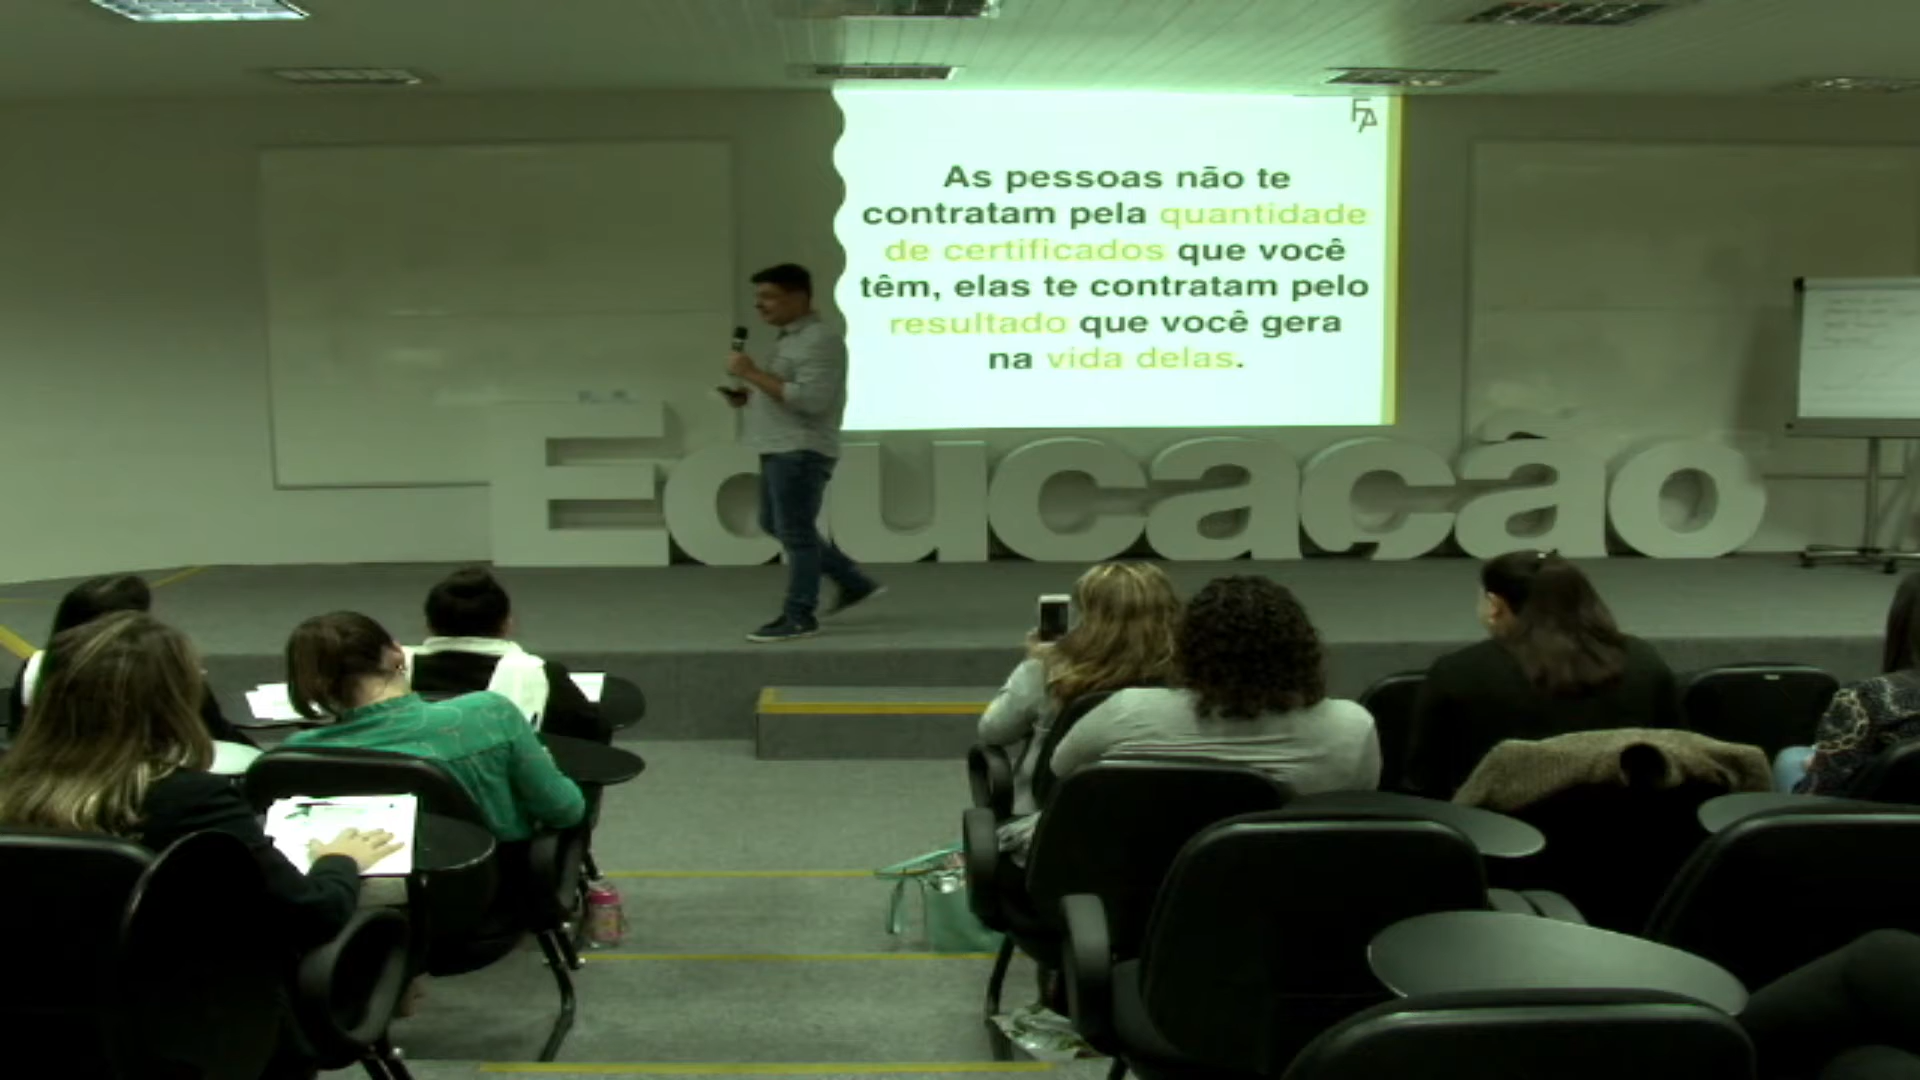 FA
As pessoas não te
contratam pela quantidade
de certificados que você
têm, elas te contratam pelo
resultado que você gera
na vida delas.
Educação